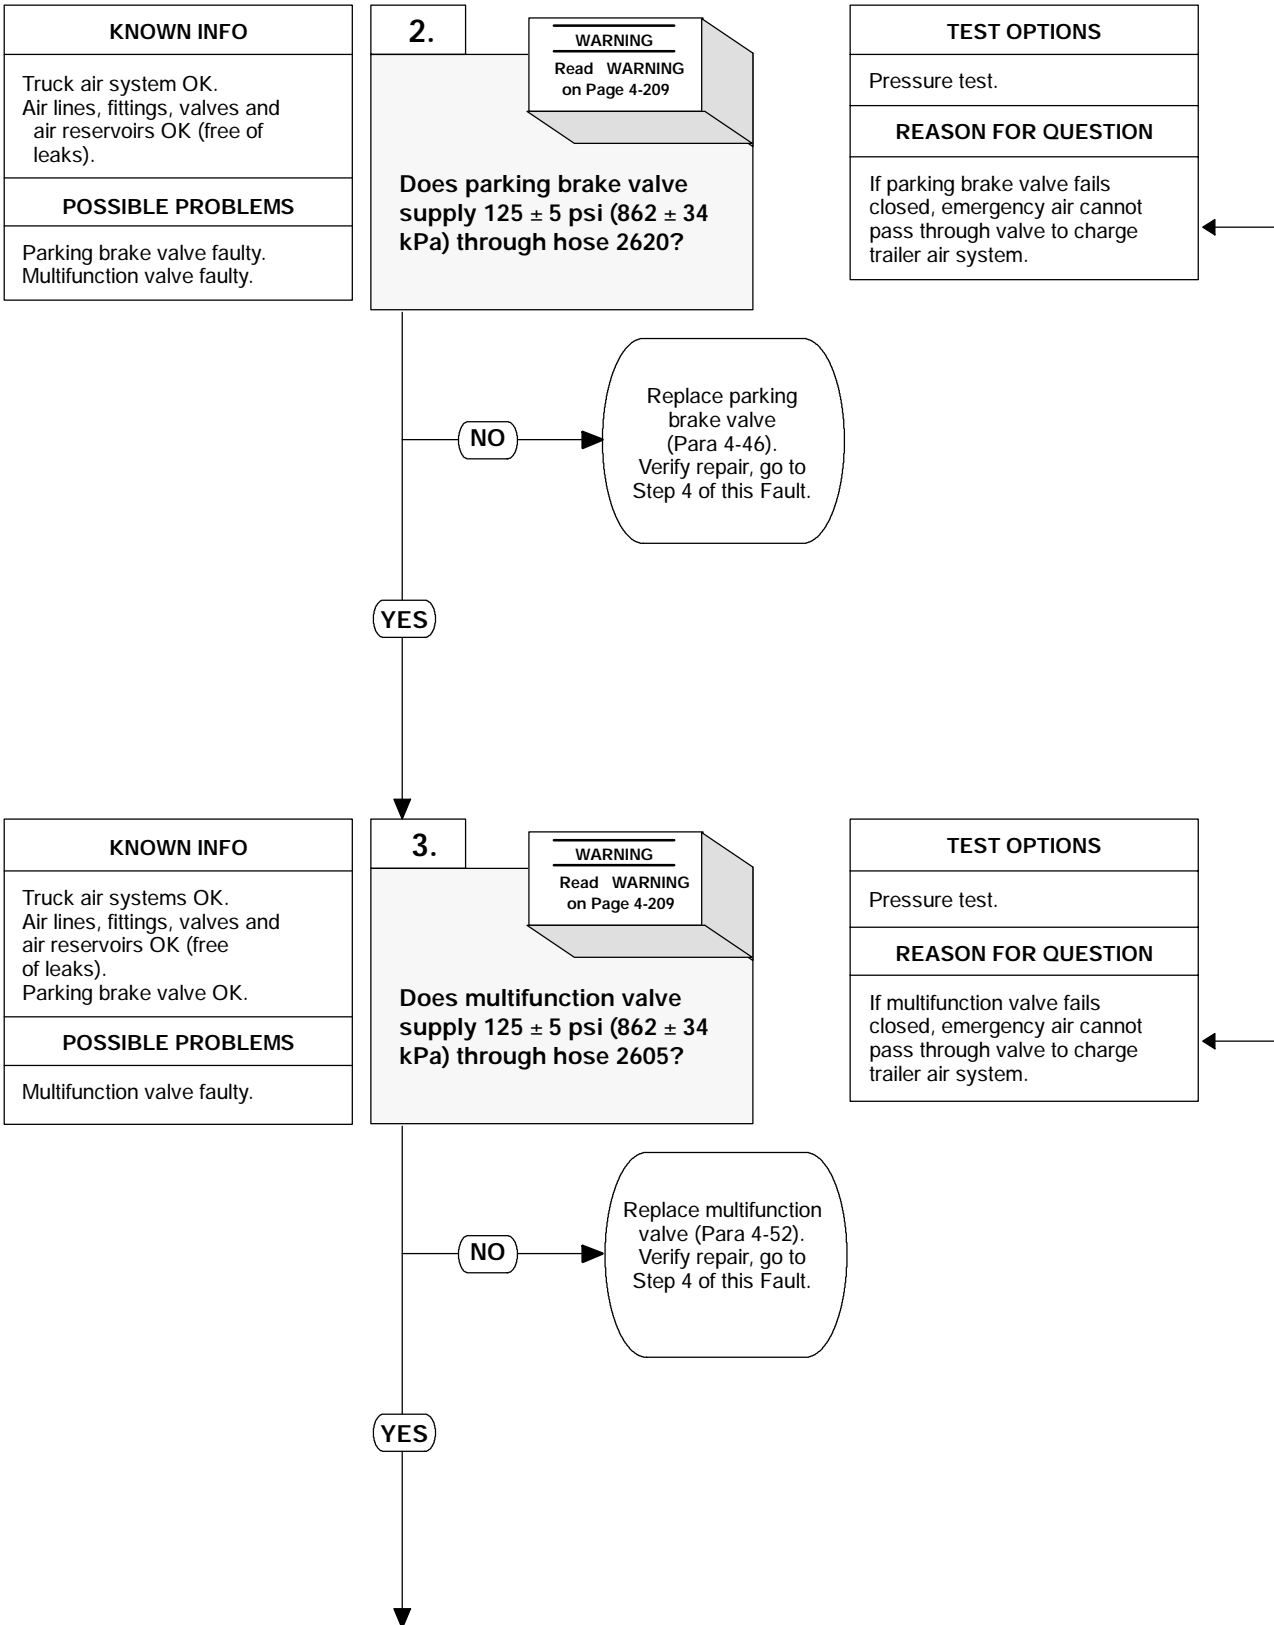 KNOWN INFO
Truck air system OK.
Air lines, fittings, valves and
air reservoirs OK (free of
leaks).
POSSIBLE PROBLEMS
Parking brake valve faulty.
Multifunction valve faulty.
2.
WARNING
Read WARNING
on Page 4-209
Does parking brake valve
supply 125 ± 5 psi (862 ± 34
kPa) through hose 2620?
TEST OPTIONS
Pressure test.
REASON FOR QUESTION
If parking brake valve fails
closed, emergency air cannot
pass through valve to charge
trailer air system.
NO
Replace parking
brake valve
(Para 4-46).
Verify repair, go to
Step 4 of this Fault.
YES
KNOWN INFO
Truck air systems OK.
Air lines, fittings, valves and
air reservoirs OK (free
of leaks).
Parking brake valve OK.
POSSIBLE PROBLEMS
Multifunction valve faulty.
3.
WARNING
Read WARNING
on Page 4-209
Does multifunction valve
supply 125 ± 5 psi (862 ± 34
kPa) through hose 2605?
TEST OPTIONS
Pressure test.
REASON FOR QUESTION
If multifunction valve fails
closed, emergency air cannot
pass through valve to charge
trailer air system.
NO
Replace multifunction
valve (Para 4-52).
Verify repair, go to
Step 4 of this Fault.
YES